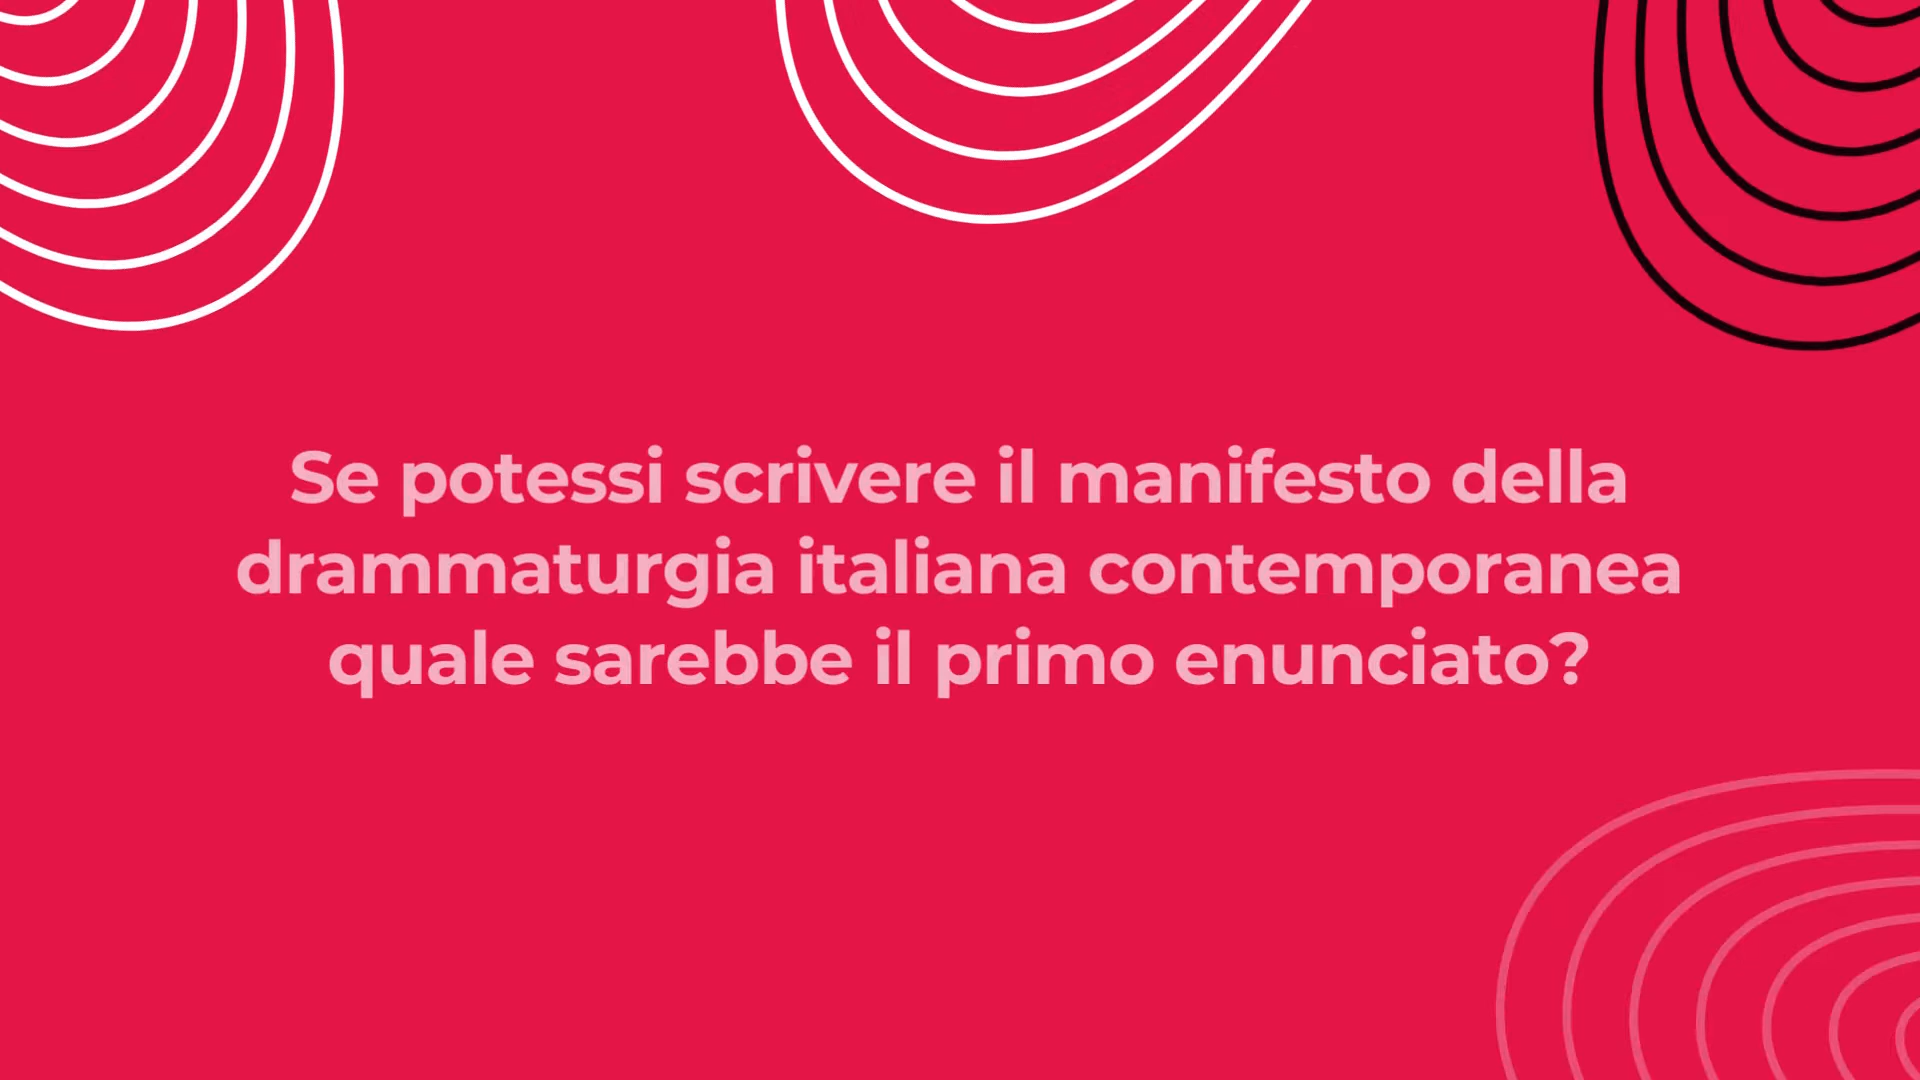 Se potessi scrivere il manifesto della
drammaturgia italiana contemporanea
quale sarebbe il primo enunciato?